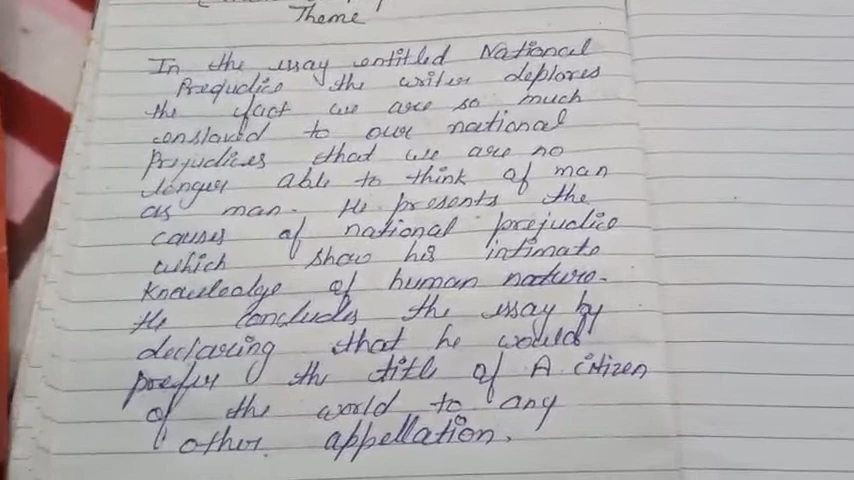 Theme
In the essay entitled National
Prequdice the writer deplores
the fact we are so much
enslaved to our national
Prejudices that we are no
longer able to think of man
as man. He presents the
causes of national prejudice
which show his intimate
knowledge of human nature.
He concludes the essay by
declaring that he would
prefer the title of A citizen
of the world to any
other appellation.